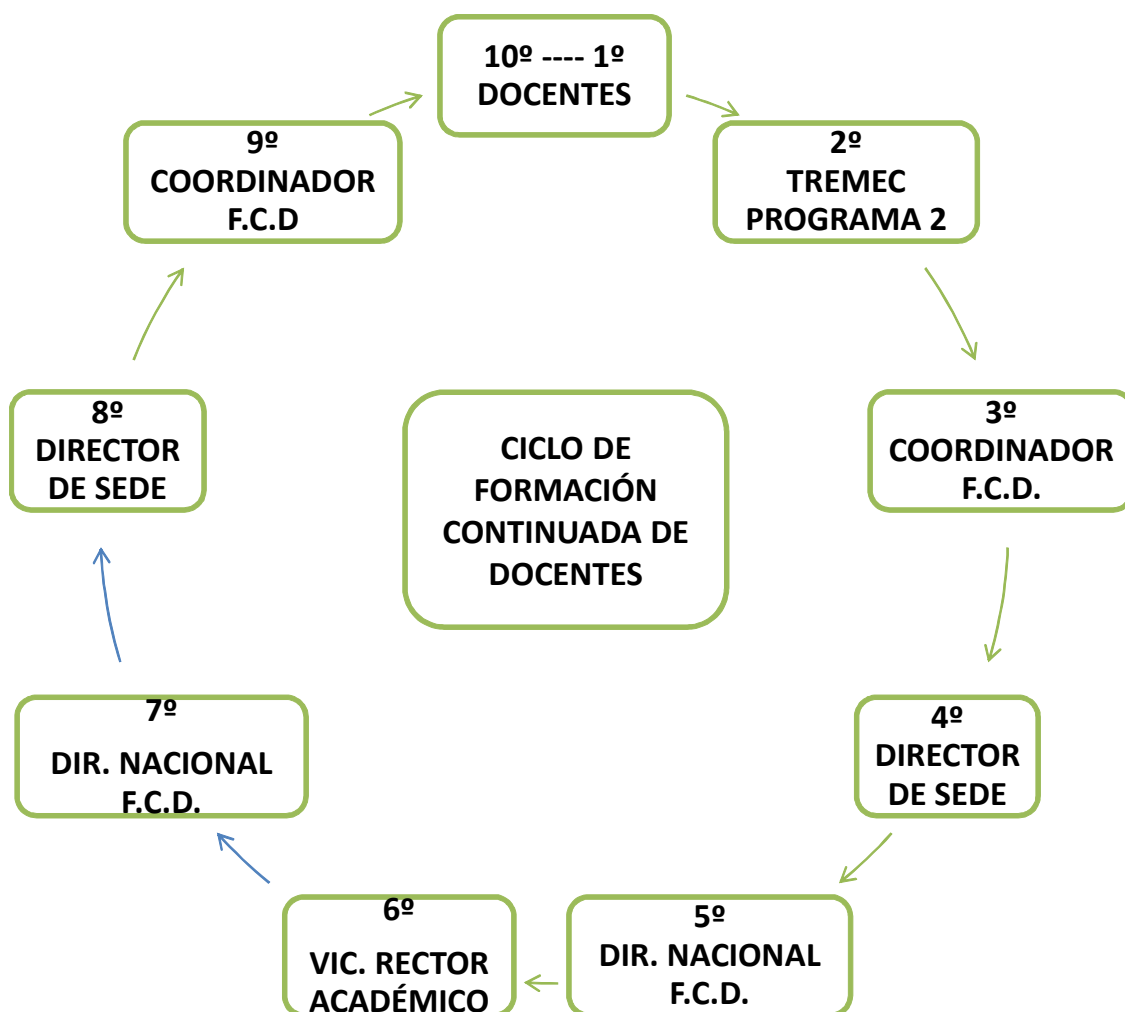 10º ---- 1º
DOCENTES
2º
TREMEC
PROGRAMA 2
3º
COORDINADOR
F.C.D.
4º
DIRECTOR
DE SEDE
5º
DIR. NACIONAL
F.C.D.
6º
VIC. RECTOR
ACADÉMICO
7º
DIR. NACIONAL
F.C.D.
8º
DIRECTOR
DE SEDE
9º
COORDINADOR
F.C.D
CICLO DE
FORMACIÓN
CONTINUADA DE
DOCENTES